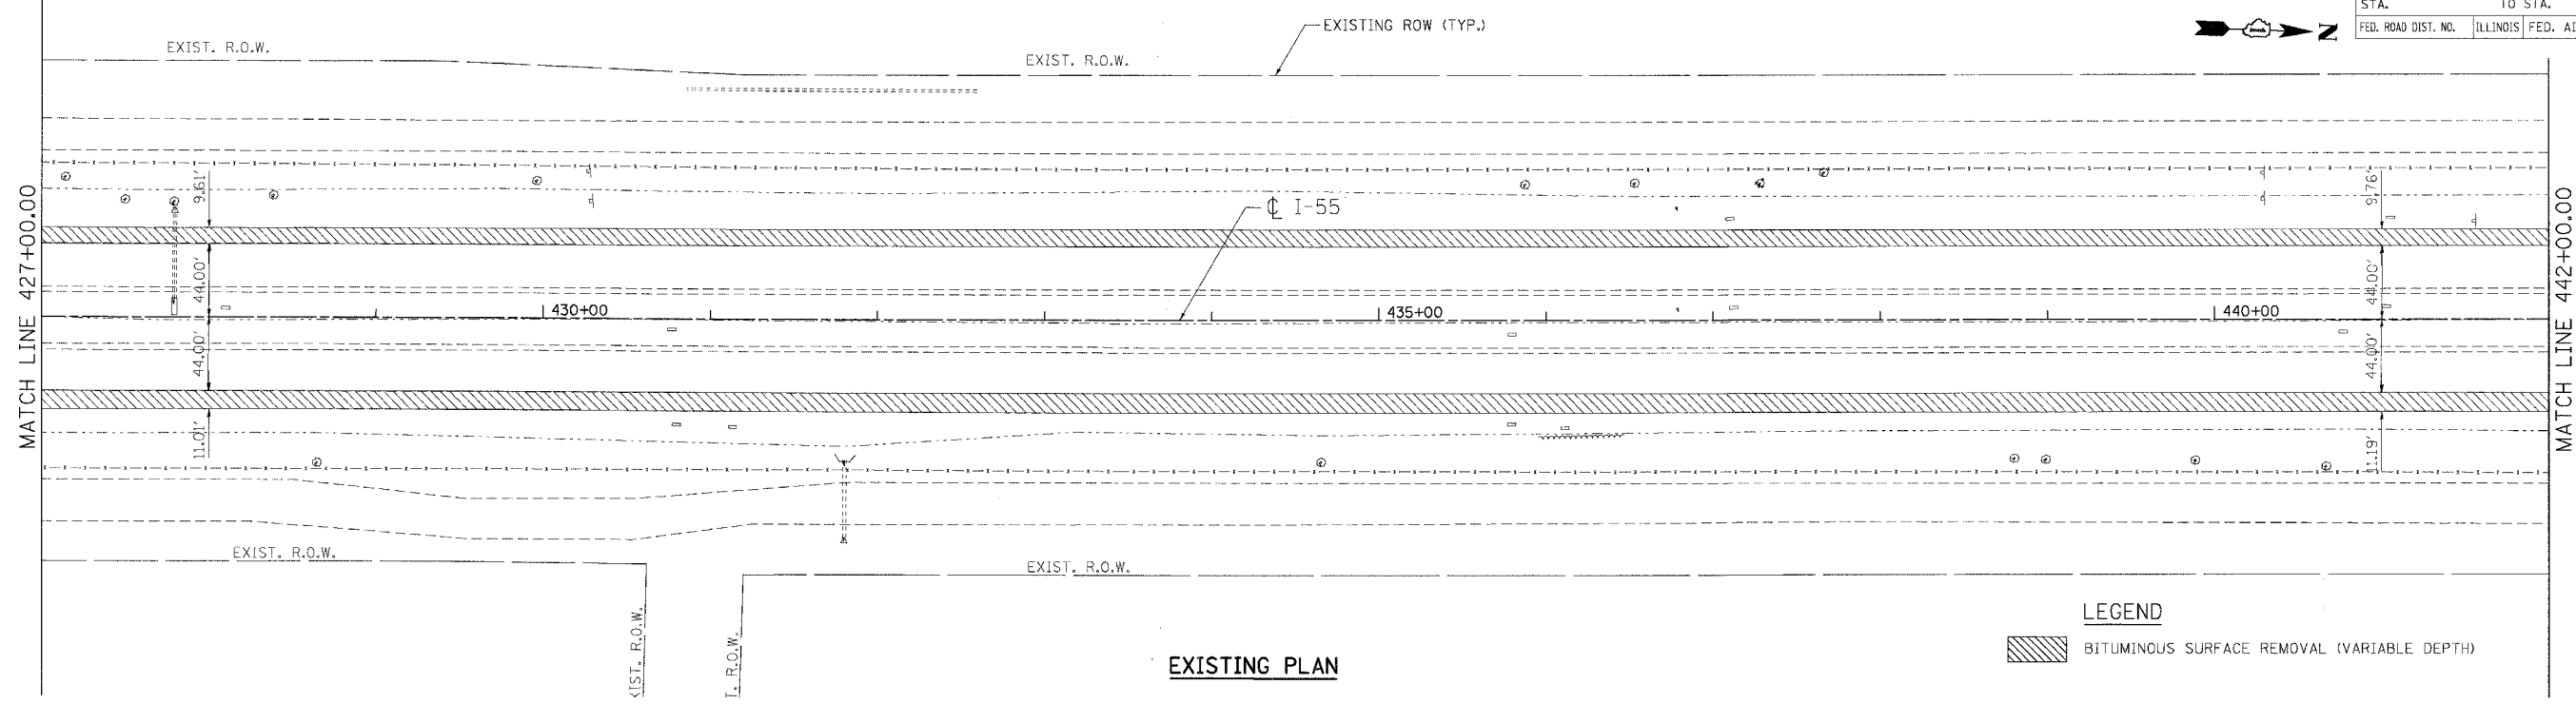 STA. TO STA.
FED. ROAD DIST. NO. ILLINOIS FED. AI
N
EXISTING ROW (TYP.)
EXIST. R.O.W.
EXIST. R.O.W.
MATCH LINE 427+00.00
9.61'
44.00'
44.00'
11.01'
℄ I-55
430+00
435+00
440+00
9.76'
44.00'
44.00'
11.19'
MATCH LINE 442+00.00
EXIST. R.O.W.
EXIST. R.O.W.
XIST. R.O.W.
T. R.O.W.
EXISTING PLAN
LEGEND
BITUMINOUS SURFACE REMOVAL (VARIABLE DEPTH)